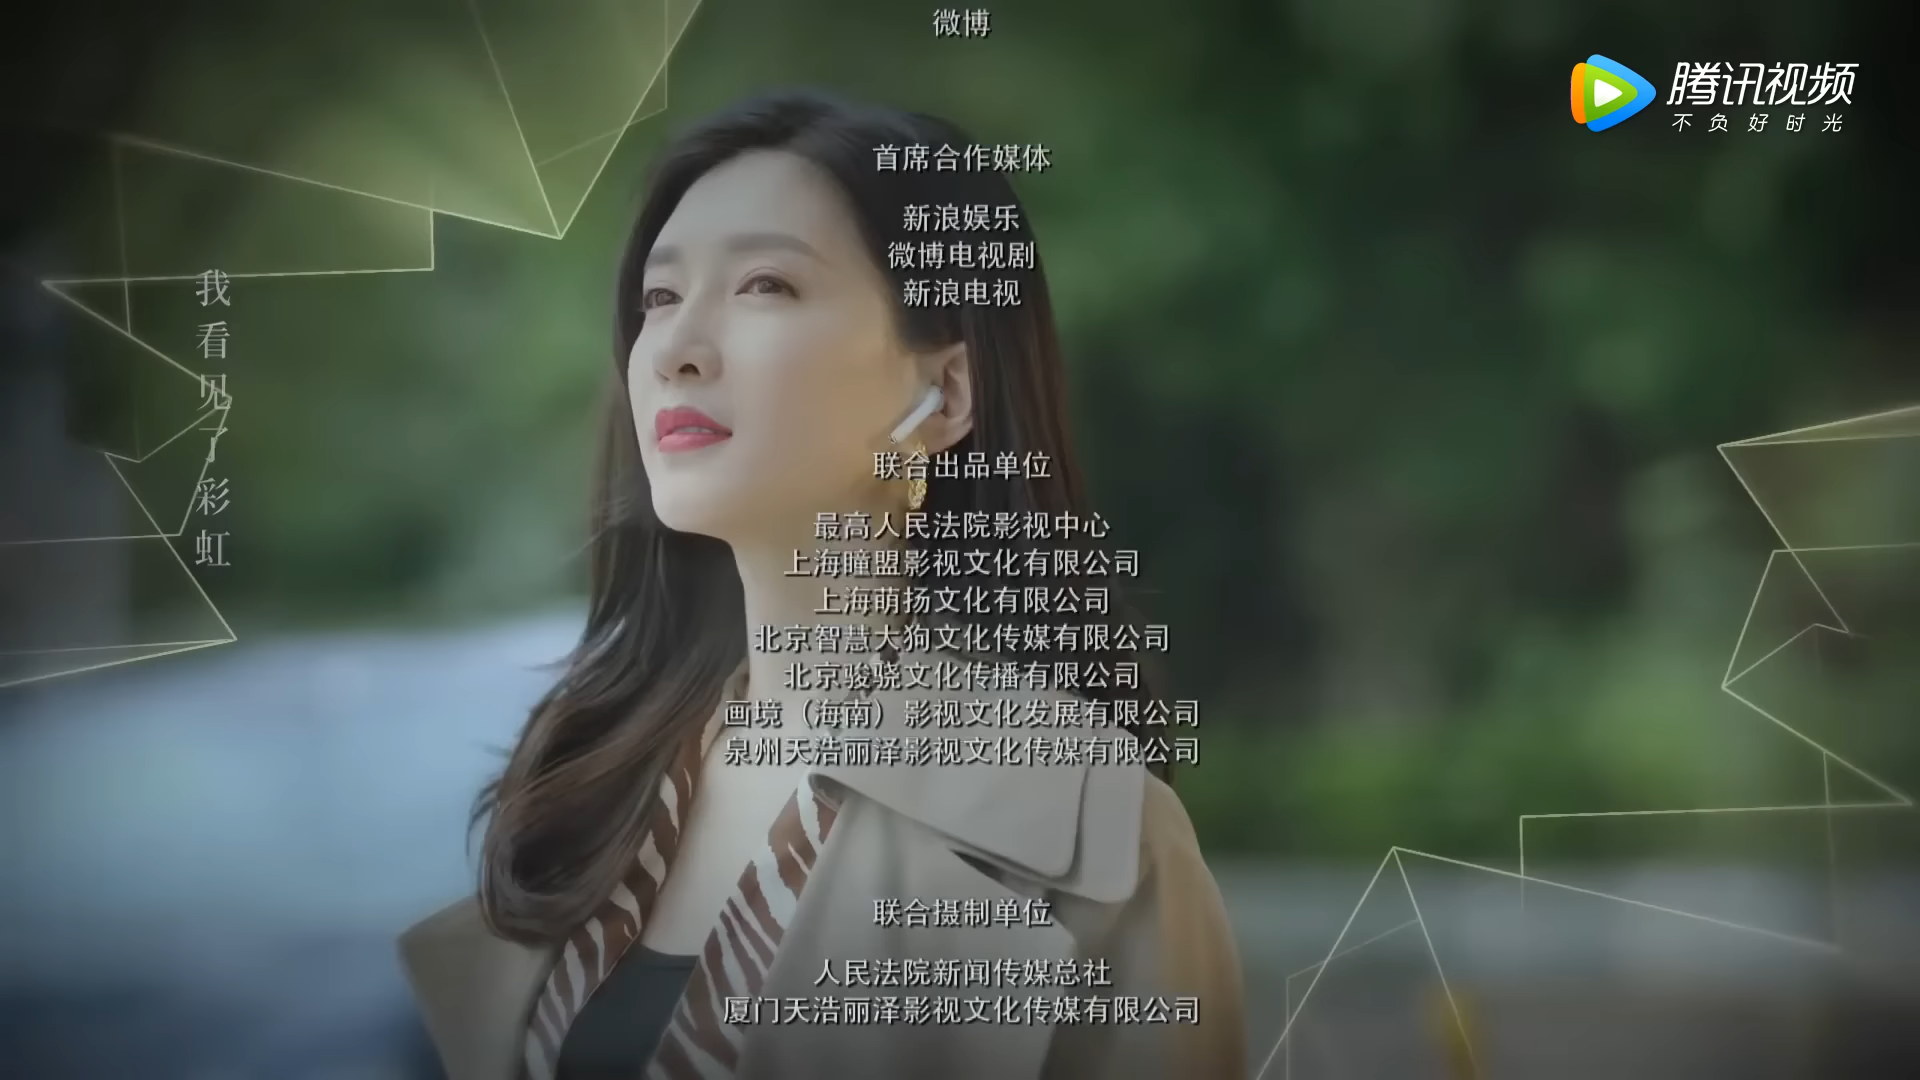 微博
腾讯视频
不负好时光
首席合作媒体
新浪娱乐
微博电视剧
新浪电视
我看见了彩虹
联合出品单位
最高人民法院影视中心
上海瞳盟影视文化有限公司
上海萌扬文化有限公司
北京智慧大狗文化传媒有限公司
北京骏骁文化传播有限公司
画境（海南）影视文化发展有限公司
泉州天浩丽泽影视文化传媒有限公司
联合摄制单位
人民法院新闻传媒总社
厦门天浩丽泽影视文化传媒有限公司